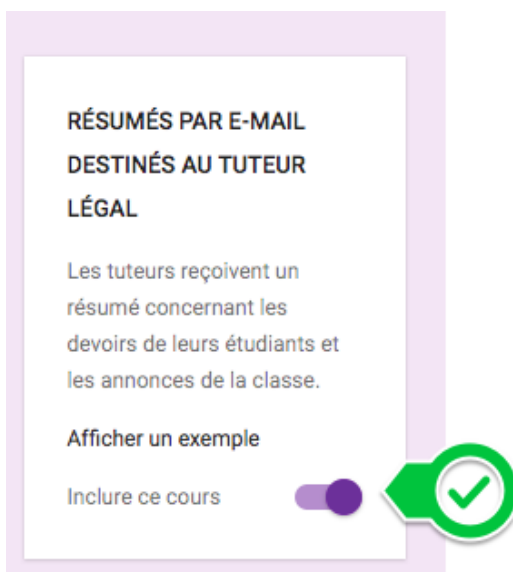 RÉSUMÉS PAR E-MAIL
DESTINÉS AU TUTEUR
LÉGAL
Les tuteurs reçoivent un
résumé concernant les
devoirs de leurs étudiants et
les annonces de la classe.
Afficher un exemple
Inclure ce cours